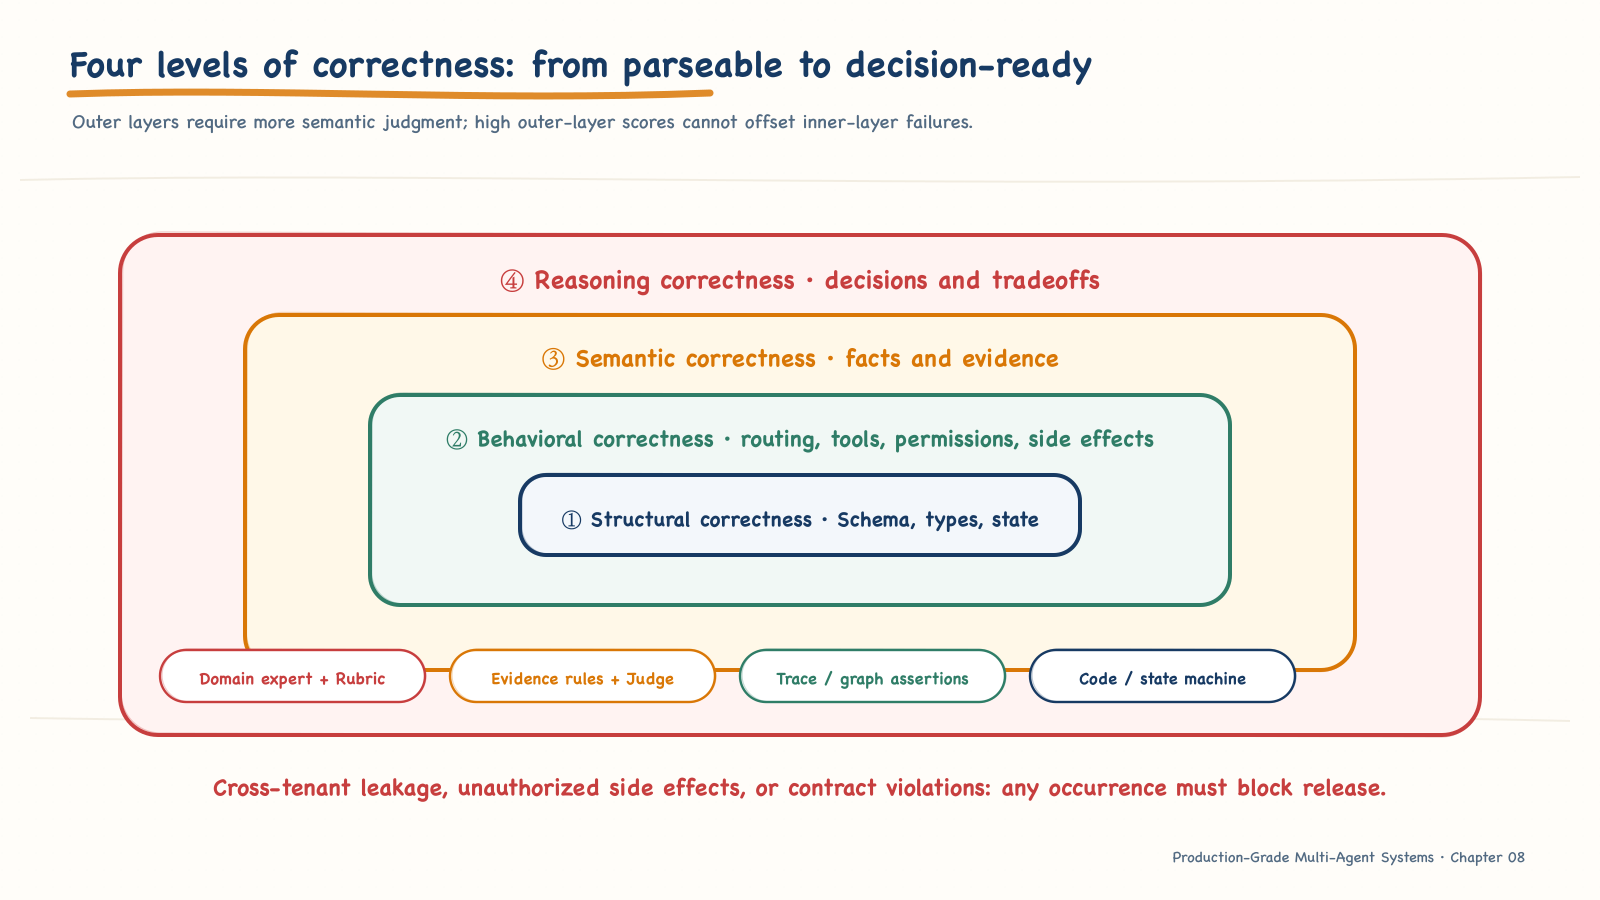 Four levels of correctness: from parseable to decision-ready
Outer layers require more semantic judgment; high outer-layer scores cannot offset inner-layer failures.
④ Reasoning correctness · decisions and tradeoffs
③ Semantic correctness · facts and evidence
② Behavioral correctness · routing, tools, permissions, side effects
① Structural correctness · Schema, types, state
Domain expert + Rubric
Evidence rules + Judge
Trace / graph assertions
Code / state machine
Cross-tenant leakage, unauthorized side effects, or contract violations: any occurrence must block release.
Production-Grade Multi-Agent Systems · Chapter 08